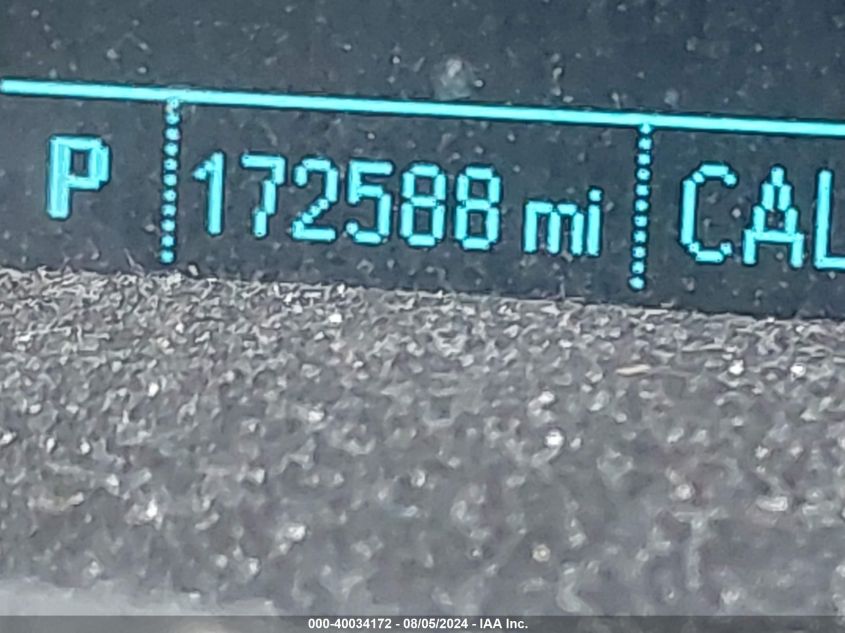 P 172588 mi CAL
000-40034172 - 08/05/2024 - IAA Inc.